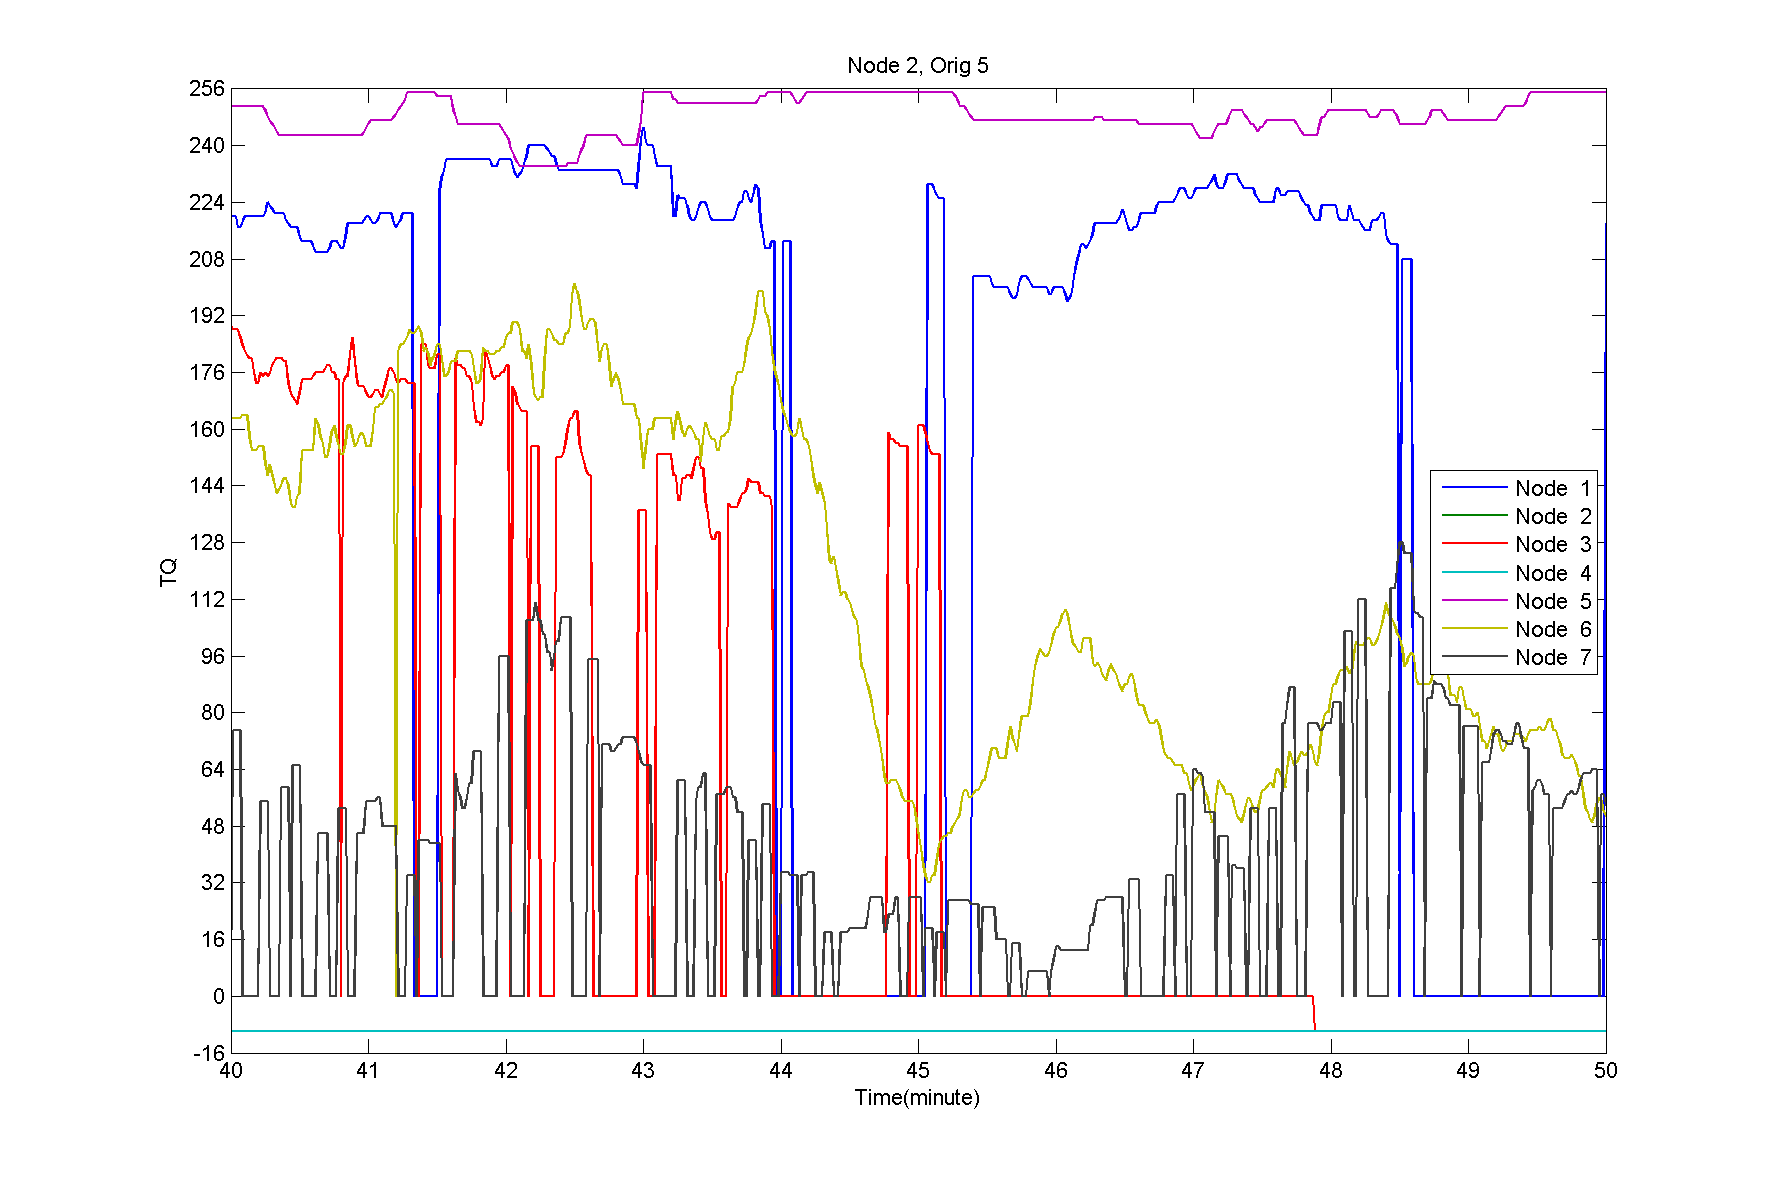 Node 2, Orig 5
256
240
224
208
192
176
160
144
128
112
96
80
64
48
32
16
0
-16
TQ
Node 1
Node 2
Node 3
Node 4
Node 5
Node 6
Node 7
40 41 42 43 44 45 46 47 48 49 50
Time(minute)